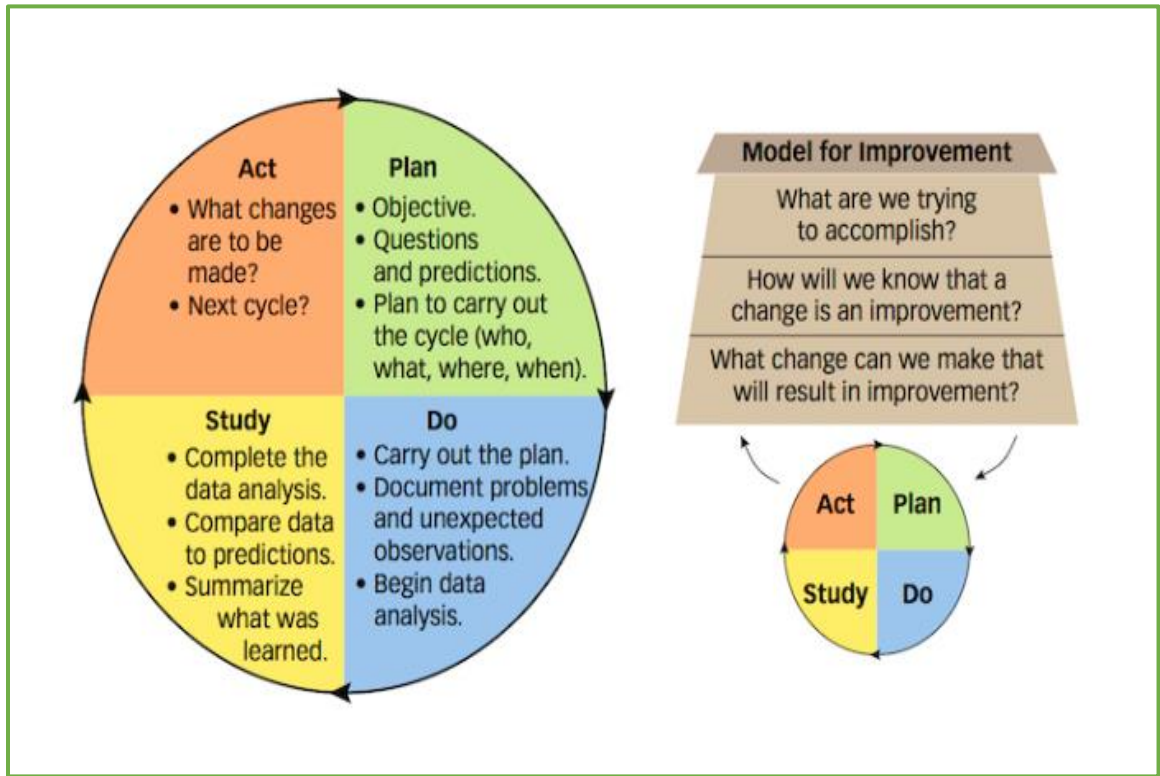 Act
• What changes
are to be
made?
• Next cycle?
Plan
• Objective.
• Questions
and predictions.
• Plan to carry out
the cycle (who,
what, where, when).
Study
• Complete the
data analysis.
• Compare data
to predictions.
• Summarize
what was
learned.
Do
• Carry out the plan.
• Document problems
and unexpected
observations.
• Begin data
analysis.
Model for Improvement
What are we trying
to accomplish?
How will we know that a
change is an improvement?
What change can we make that
will result in improvement?
Act
Plan
Study
Do